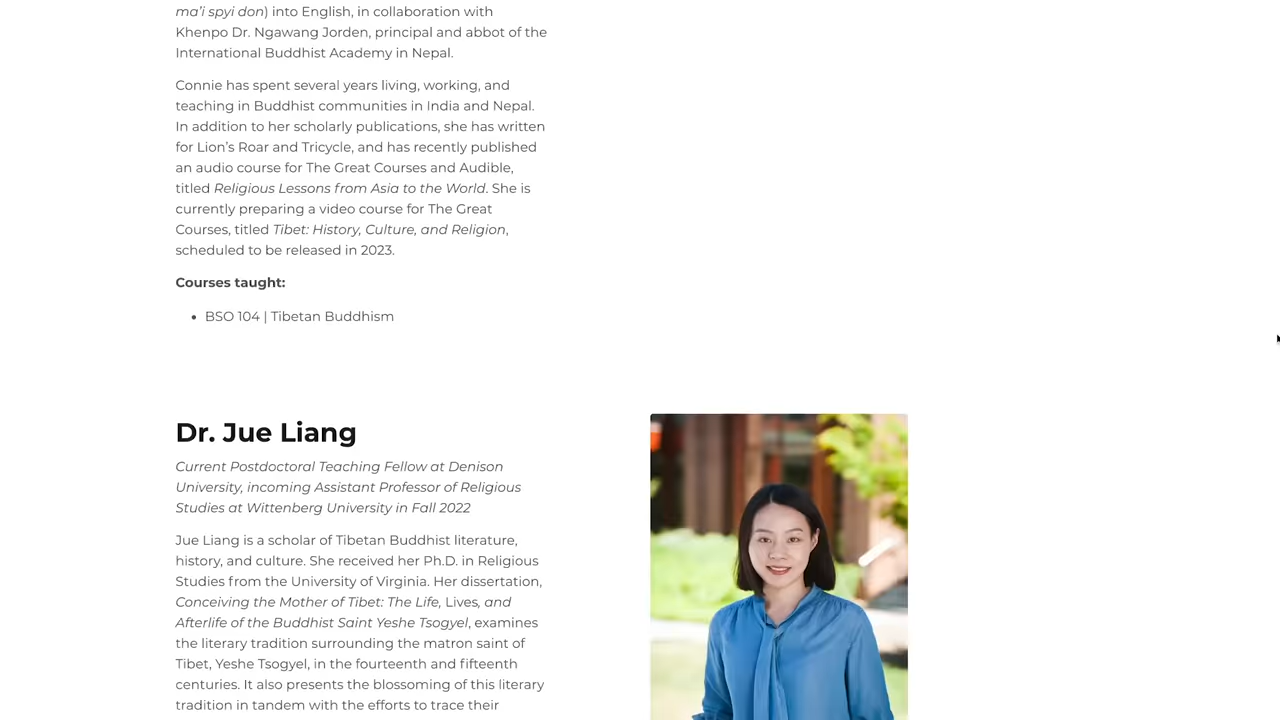 ma’i spyi don) into English, in collaboration with
Khenpo Dr. Ngawang Jorden, principal and abbot of the
International Buddhist Academy in Nepal.
Connie has spent several years living, working, and
teaching in Buddhist communities in India and Nepal.
In addition to her scholarly publications, she has written
for Lion’s Roar and Tricycle, and has recently published
an audio course for The Great Courses and Audible,
titled Religious Lessons from Asia to the World. She is
currently preparing a video course for The Great
Courses, titled Tibet: History, Culture, and Religion,
scheduled to be released in 2023.
Courses taught:
• BSO 104 | Tibetan Buddhism
Dr. Jue Liang
Current Postdoctoral Teaching Fellow at Denison
University, incoming Assistant Professor of Religious
Studies at Wittenberg University in Fall 2022
Jue Liang is a scholar of Tibetan Buddhist literature,
history, and culture. She received her Ph.D. in Religious
Studies from the University of Virginia. Her dissertation,
Conceiving the Mother of Tibet: The Life, Lives, and
Afterlife of the Buddhist Saint Yeshe Tsogyel, examines
the literary tradition surrounding the matron saint of
Tibet, Yeshe Tsogyel, in the fourteenth and fifteenth
centuries. It also presents the blossoming of this literary
tradition in tandem with the efforts to trace their